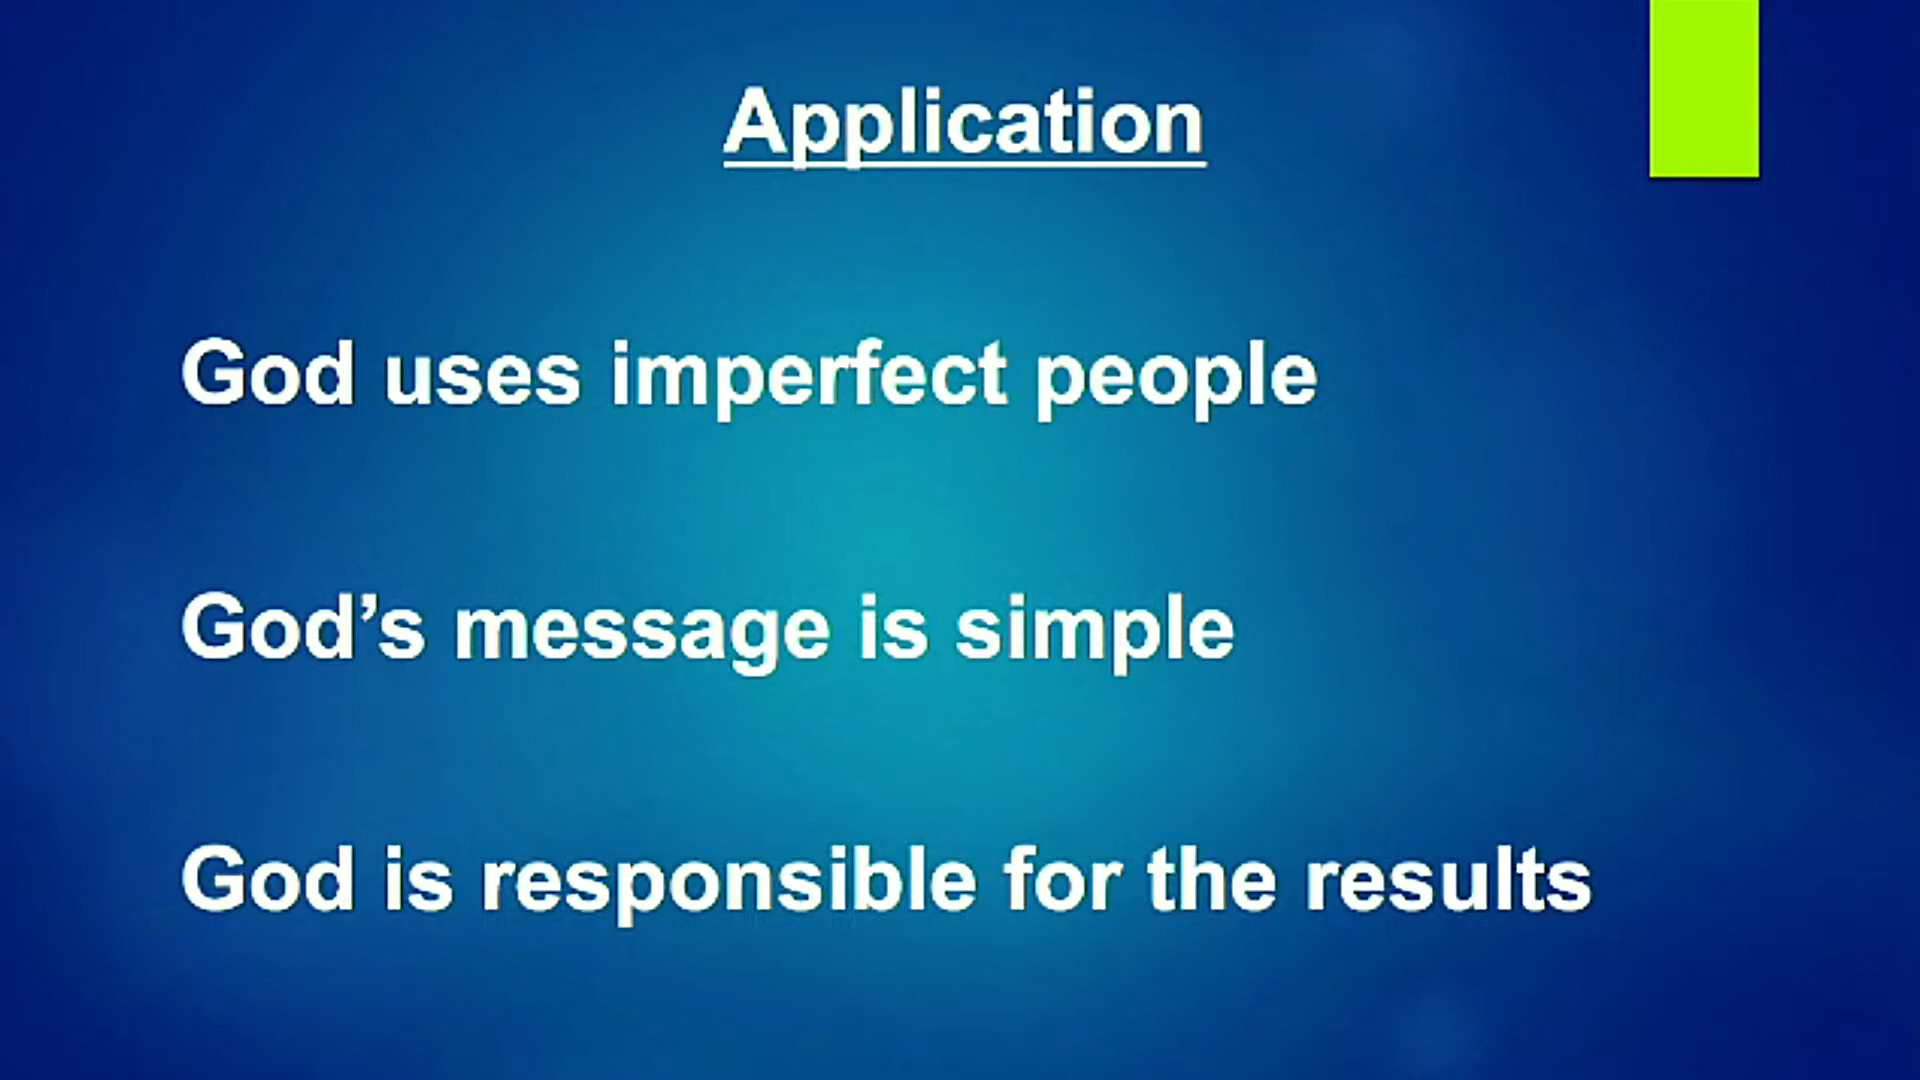 Application
God uses imperfect people
God’s message is simple
God is responsible for the results